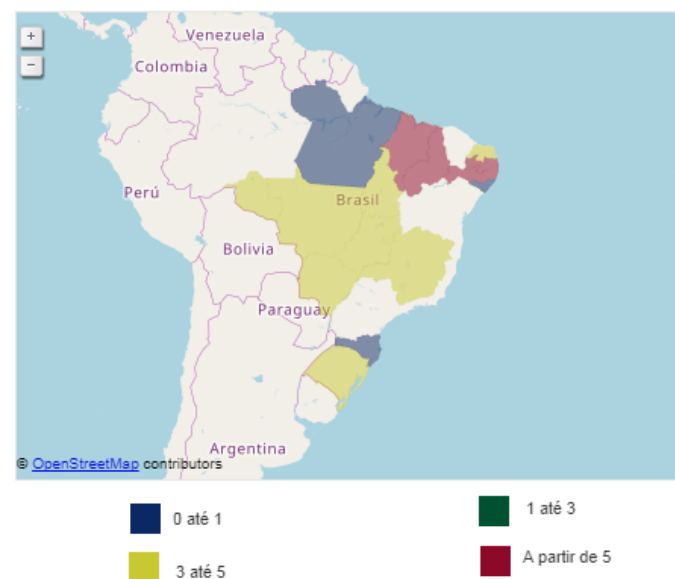 +
Venezuela
−
Colombia
Perú
Brasil
Bolivia
Paraguay
Argentina
© OpenStreetMap contributors
0 até 1
1 até 3
3 até 5
A partir de 5